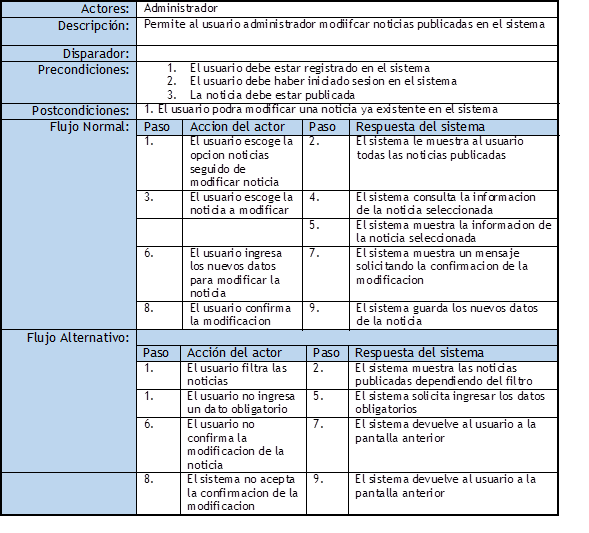 Actores: Administrador
Descripción: Permite al usuario administrador modiifcar noticias publicadas en el sistema
Disparador:
Precondiciones: 1. El usuario debe estar registrado en el sistema
2. El usuario debe haber iniciado sesion en el sistema
3. La noticia debe estar publicada
Postcondiciones: 1. El usuario podra modificar una noticia ya existente en el sistema
Flujo Normal: Paso Accion del actor Paso Respuesta del sistema
1. El usuario escoge la 2. El sistema le muestra al usuario
opcion noticias todas las noticias publicadas
seguido de
modificar noticia
3. El usuario escoge la 4. El sistema consulta la informacion
noticia a modificar de la noticia seleccionada
5. El sistema muestra la informacion de
la noticia seleccionada
6. El usuario ingresa 7. El sistema muestra un mensaje
los nuevos datos solicitando la confirmacion de la
para modificar la modificacion
noticia
8. El usuario confirma 9. El sistema guarda los nuevos datos
la modificacion de la noticia
Flujo Alternativo:
Paso Acción del actor Paso Respuesta del sistema
1. El usuario filtra las 2. El sistema muestra las noticias
noticias publicadas dependiendo del filtro
1. El usuario no ingresa 5. El sistema solicita ingresar los datos
un dato obligatorio obligatorios
6. El usuario no 7. El sistema devuelve al usuario a la
confirma la pantalla anterior
modificacion de la
noticia
8. El sistema no acepta 9. El sistema devuelve al usuario a la
la confirmacion de la pantalla anterior
modificacion